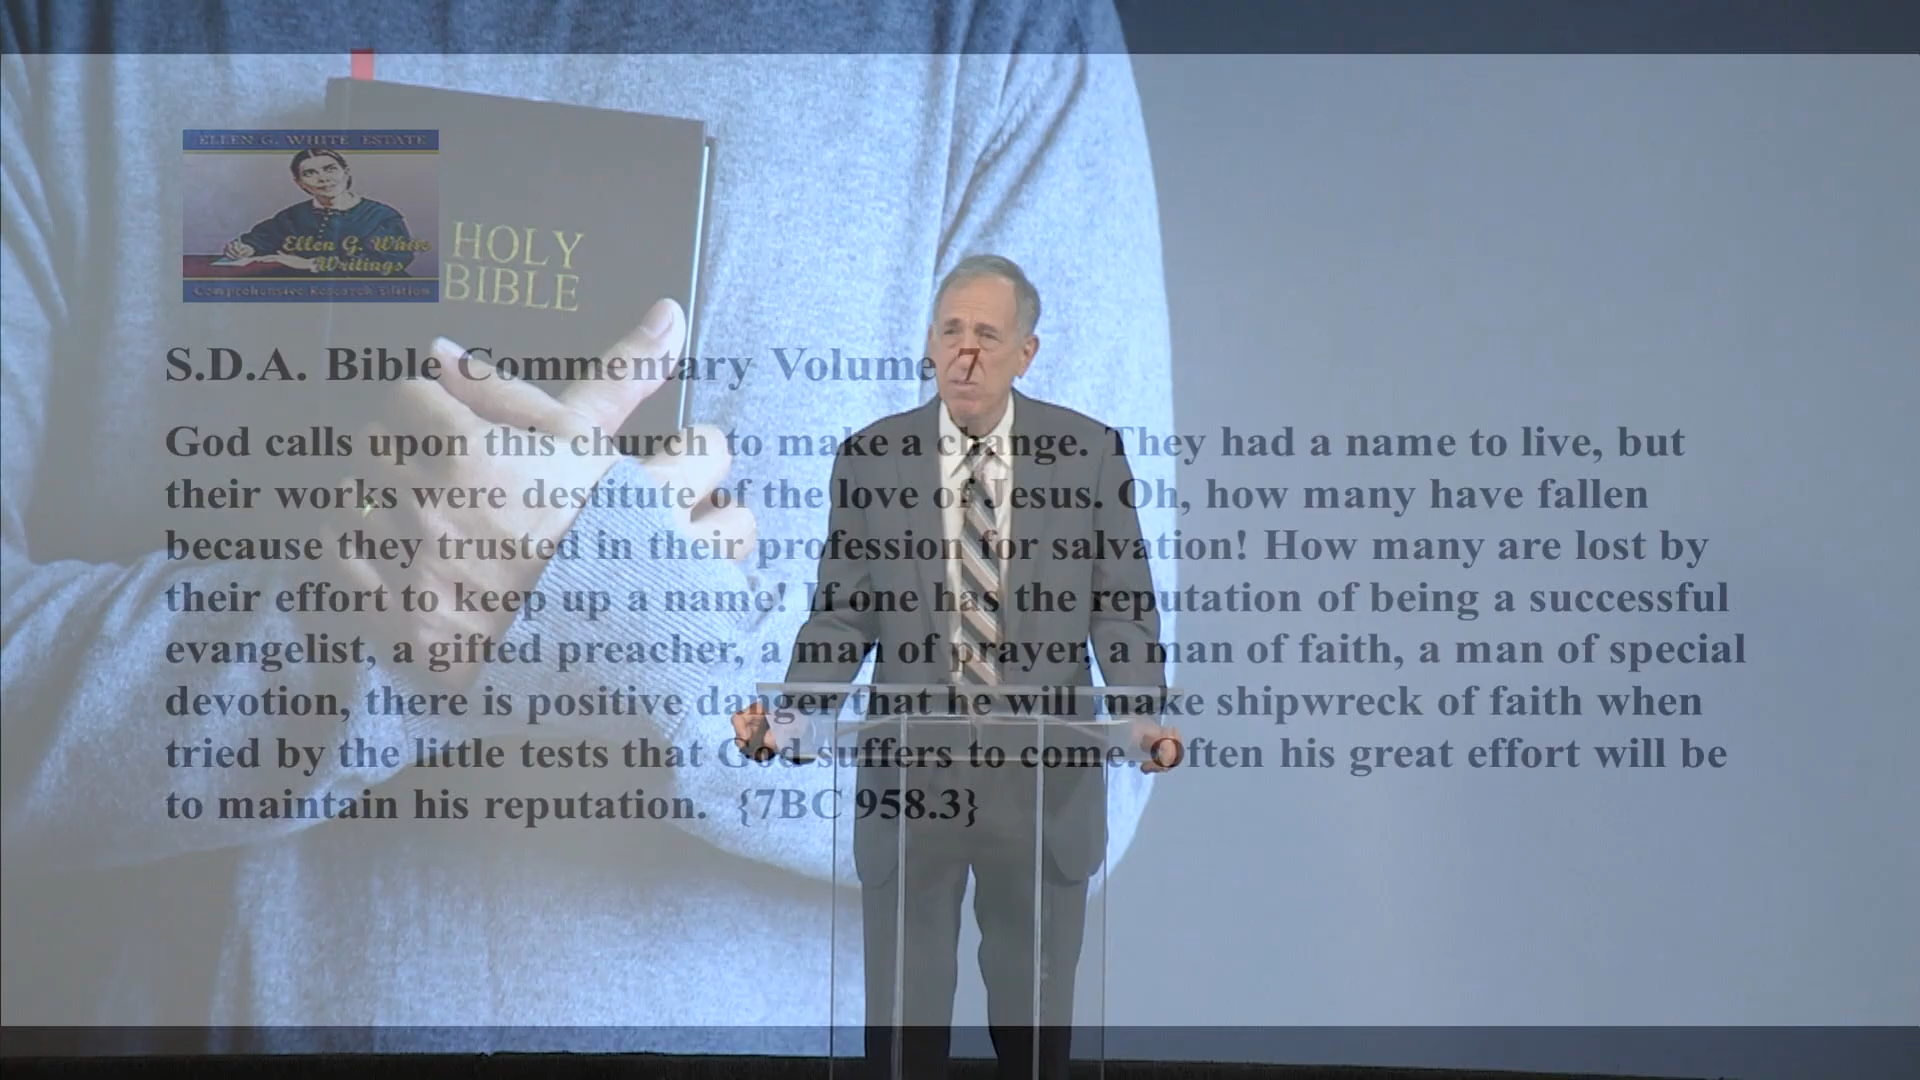 ELLEN G. WHITE ESTATE
Ellen G. White
Writings
Comprehensive Research Edition
HOLY
BIBLE
S.D.A. Bible Commentary Volume 7
God calls upon this church to make a change. They had a name to live, but
their works were destitute of the love of Jesus. Oh, how many have fallen
because they trusted in their profession for salvation! How many are lost by
their effort to keep up a name! If one has the reputation of being a successful
evangelist, a gifted preacher, a man of prayer, a man of faith, a man of special
devotion, there is positive danger that he will make shipwreck of faith when
tried by the little tests that God suffers to come. Often his great effort will be
to maintain his reputation. {7BC 958.3}